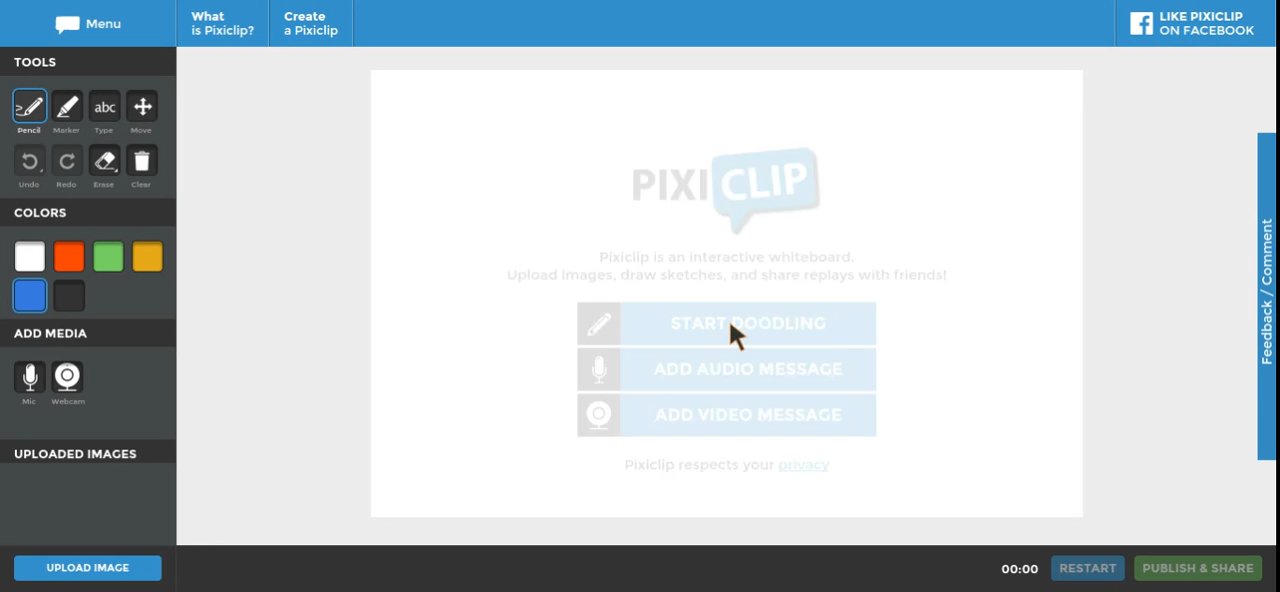 Menu
What
is Pixiclip?
Create
a Pixiclip
LIKE PIXICLIP
ON FACEBOOK
TOOLS
abc
Pencil
Marker
Type
Move
Undo
Redo
Erase
Clear
COLORS
ADD MEDIA
Mic
Webcam
UPLOADED IMAGES
UPLOAD IMAGE
PIXICLIP
Pixiclip is an interactive whiteboard.
Upload images, draw sketches, and share replays with friends!
START DOODLING
ADD AUDIO MESSAGE
ADD VIDEO MESSAGE
Pixiclip respects your privacy
Feedback / Comment
00:00
RESTART
PUBLISH & SHARE